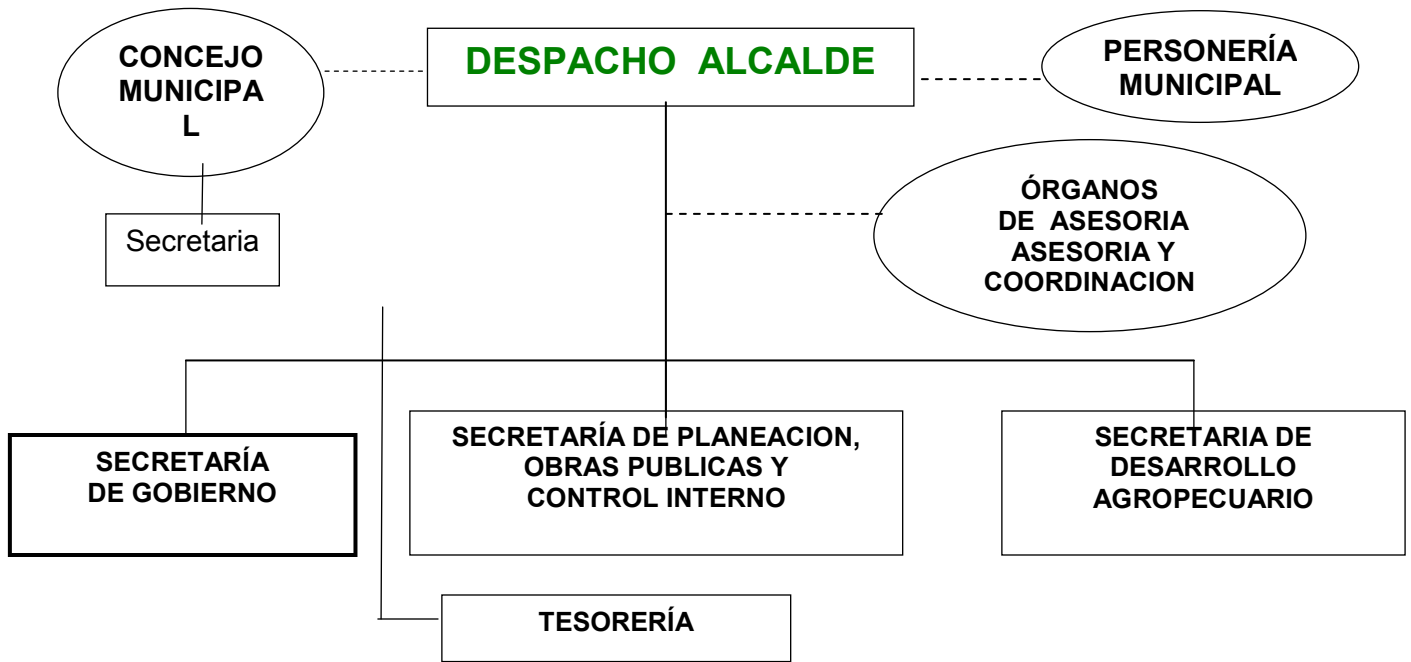 CONCEJO
MUNICIPA
L
DESPACHO ALCALDE
PERSONERÍA
MUNICIPAL
Secretaria
ÓRGANOS
DE ASESORIA
ASESORIA Y
COORDINACION
SECRETARÍA
DE GOBIERNO
SECRETARÍA DE PLANEACION,
OBRAS PUBLICAS Y
CONTROL INTERNO
SECRETARIA DE
DESARROLLO
AGROPECUARIO
TESORERÍA